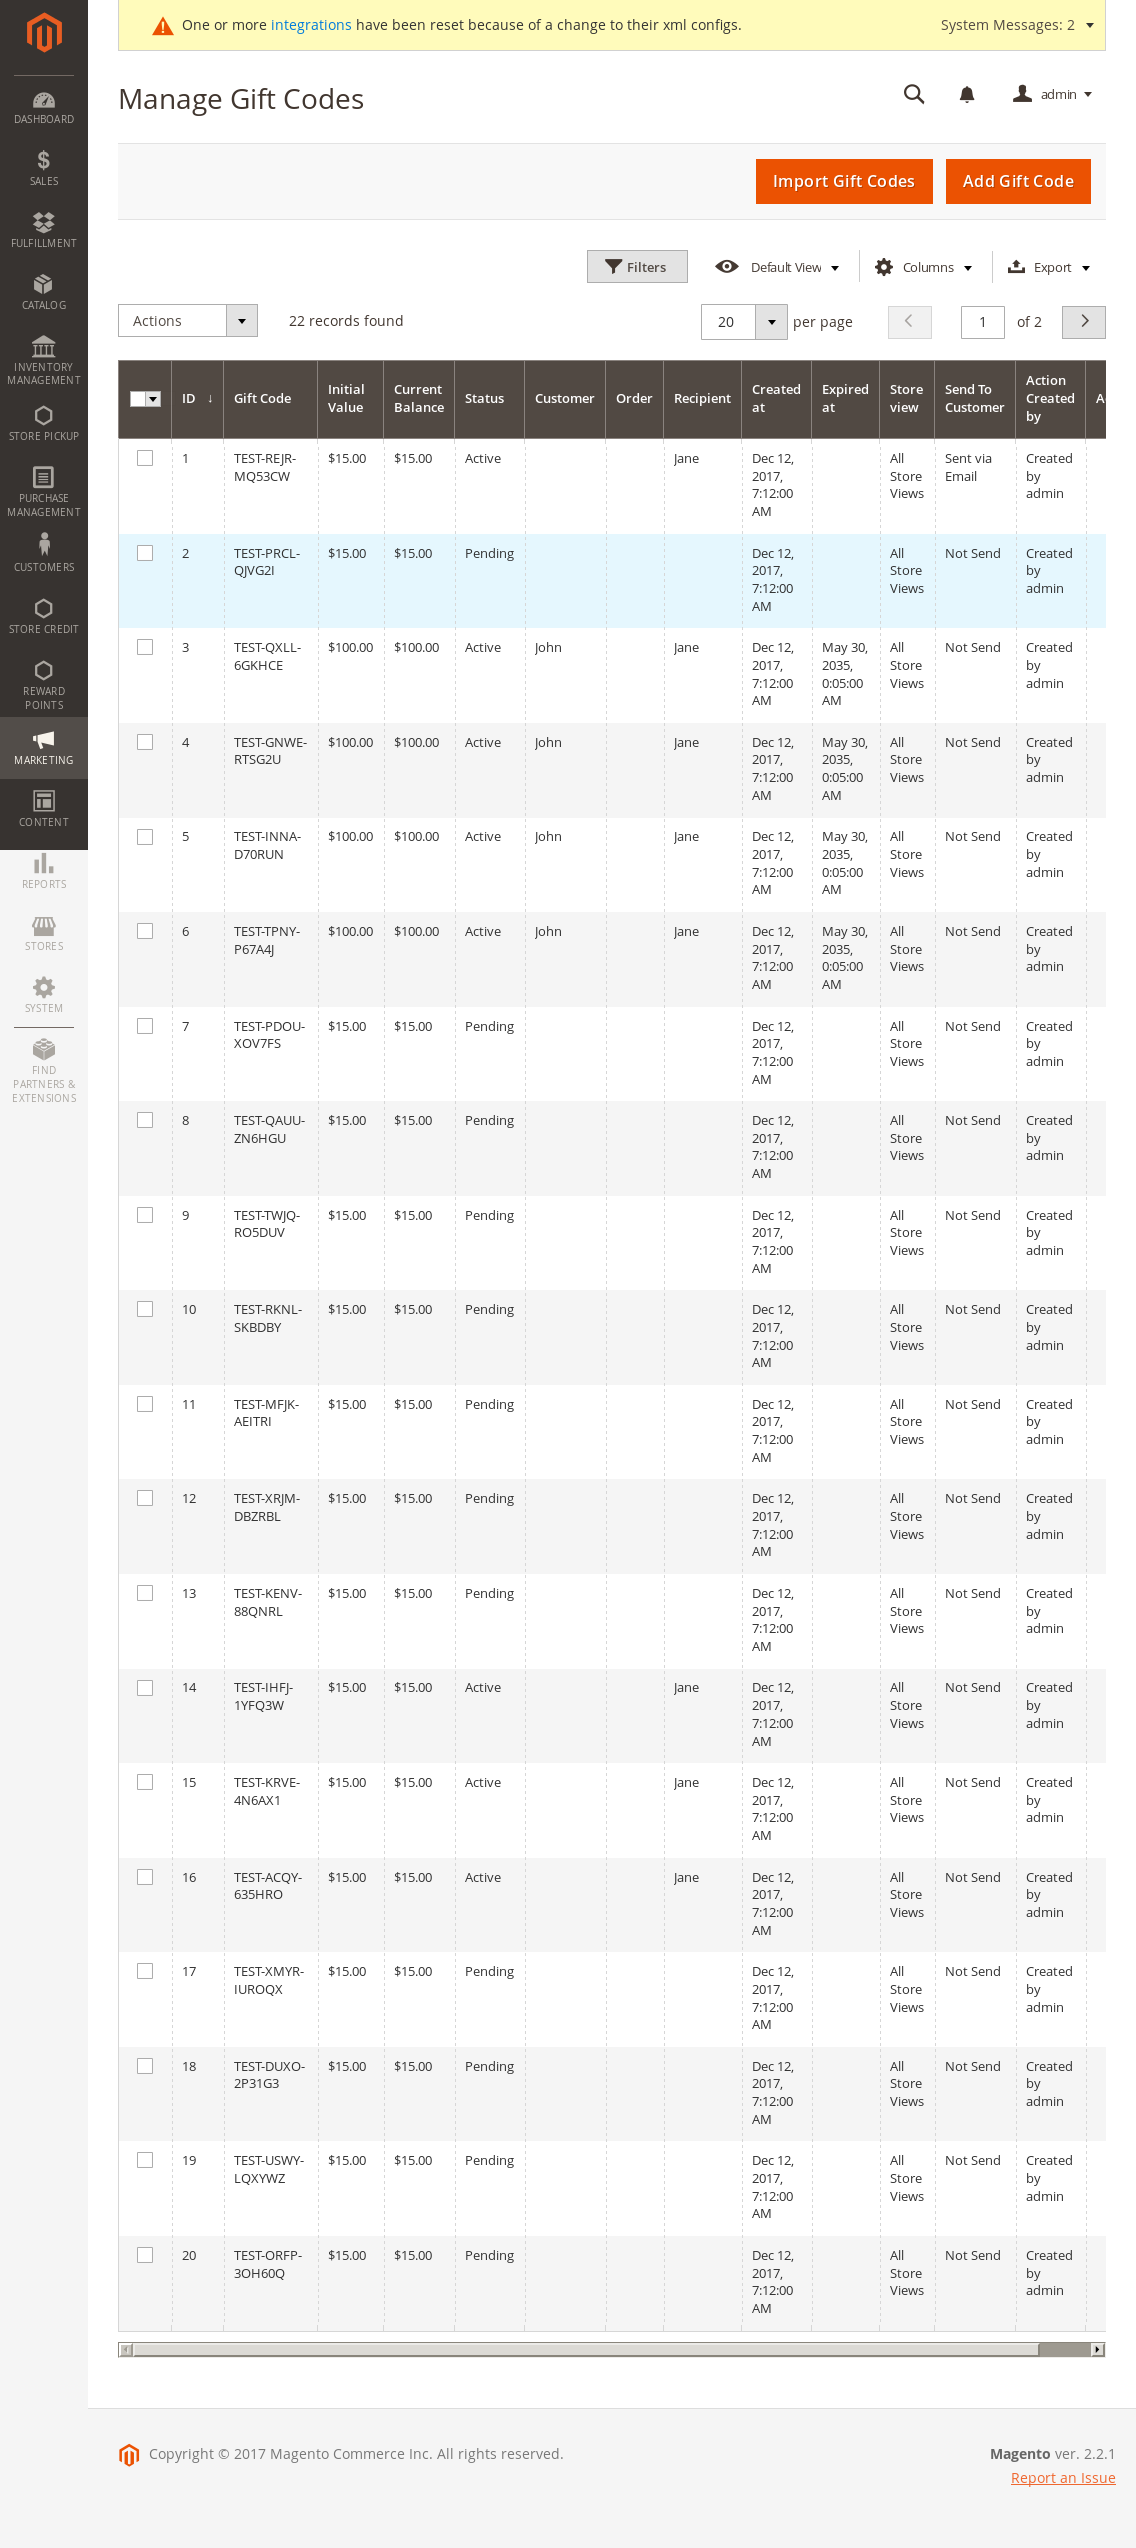 One or more integrations have been reset because of a change to their xml configs.
System Messages: 2
Manage Gift Codes
admin
DASHBOARD
SALES
FULFILLMENT
CATALOG
INVENTORY
MANAGEMENT
STORE PICKUP
PURCHASE
MANAGEMENT
CUSTOMERS
STORE CREDIT
REWARD
POINTS
MARKETING
CONTENT
REPORTS
STORES
SYSTEM
FIND
PARTNERS &
EXTENSIONS
Import Gift Codes
Add Gift Code
Filters
Default View
Columns
Export
Actions
22 records found
20 per page
1 of 2
ID ↓ Gift Code Initial Value Current Balance Status Customer Order Recipient Created at Expired at Store view Send To Customer Action Created by A
1 TEST-REJR-MQ53CW $15.00 $15.00 Active Jane Dec 12, 2017, 7:12:00 AM All Store Views Sent via Email Created by admin
2 TEST-PRCL-QJVG2I $15.00 $15.00 Pending Dec 12, 2017, 7:12:00 AM All Store Views Not Send Created by admin
3 TEST-QXLL-6GKHCE $100.00 $100.00 Active John Jane Dec 12, 2017, 7:12:00 AM May 30, 2035, 0:05:00 AM All Store Views Not Send Created by admin
4 TEST-GNWE-RTSG2U $100.00 $100.00 Active John Jane Dec 12, 2017, 7:12:00 AM May 30, 2035, 0:05:00 AM All Store Views Not Send Created by admin
5 TEST-INNA-D70RUN $100.00 $100.00 Active John Jane Dec 12, 2017, 7:12:00 AM May 30, 2035, 0:05:00 AM All Store Views Not Send Created by admin
6 TEST-TPNY-P67A4J $100.00 $100.00 Active John Jane Dec 12, 2017, 7:12:00 AM May 30, 2035, 0:05:00 AM All Store Views Not Send Created by admin
7 TEST-PDOU-XOV7FS $15.00 $15.00 Pending Dec 12, 2017, 7:12:00 AM All Store Views Not Send Created by admin
8 TEST-QAUU-ZN6HGU $15.00 $15.00 Pending Dec 12, 2017, 7:12:00 AM All Store Views Not Send Created by admin
9 TEST-TWJQ-RO5DUV $15.00 $15.00 Pending Dec 12, 2017, 7:12:00 AM All Store Views Not Send Created by admin
10 TEST-RKNL-SKBDBY $15.00 $15.00 Pending Dec 12, 2017, 7:12:00 AM All Store Views Not Send Created by admin
11 TEST-MFJK-AEITRI $15.00 $15.00 Pending Dec 12, 2017, 7:12:00 AM All Store Views Not Send Created by admin
12 TEST-XRJM-DBZRBL $15.00 $15.00 Pending Dec 12, 2017, 7:12:00 AM All Store Views Not Send Created by admin
13 TEST-KENV-88QNRL $15.00 $15.00 Pending Dec 12, 2017, 7:12:00 AM All Store Views Not Send Created by admin
14 TEST-IHFJ-1YFQ3W $15.00 $15.00 Active Jane Dec 12, 2017, 7:12:00 AM All Store Views Not Send Created by admin
15 TEST-KRVE-4N6AX1 $15.00 $15.00 Active Jane Dec 12, 2017, 7:12:00 AM All Store Views Not Send Created by admin
16 TEST-ACQY-635HRO $15.00 $15.00 Active Jane Dec 12, 2017, 7:12:00 AM All Store Views Not Send Created by admin
17 TEST-XMYR-IUROQX $15.00 $15.00 Pending Dec 12, 2017, 7:12:00 AM All Store Views Not Send Created by admin
18 TEST-DUXO-2P31G3 $15.00 $15.00 Pending Dec 12, 2017, 7:12:00 AM All Store Views Not Send Created by admin
19 TEST-USWY-LQXYWZ $15.00 $15.00 Pending Dec 12, 2017, 7:12:00 AM All Store Views Not Send Created by admin
20 TEST-ORFP-3OH60Q $15.00 $15.00 Pending Dec 12, 2017, 7:12:00 AM All Store Views Not Send Created by admin
Copyright © 2017 Magento Commerce Inc. All rights reserved.
Magento ver. 2.2.1
Report an Issue